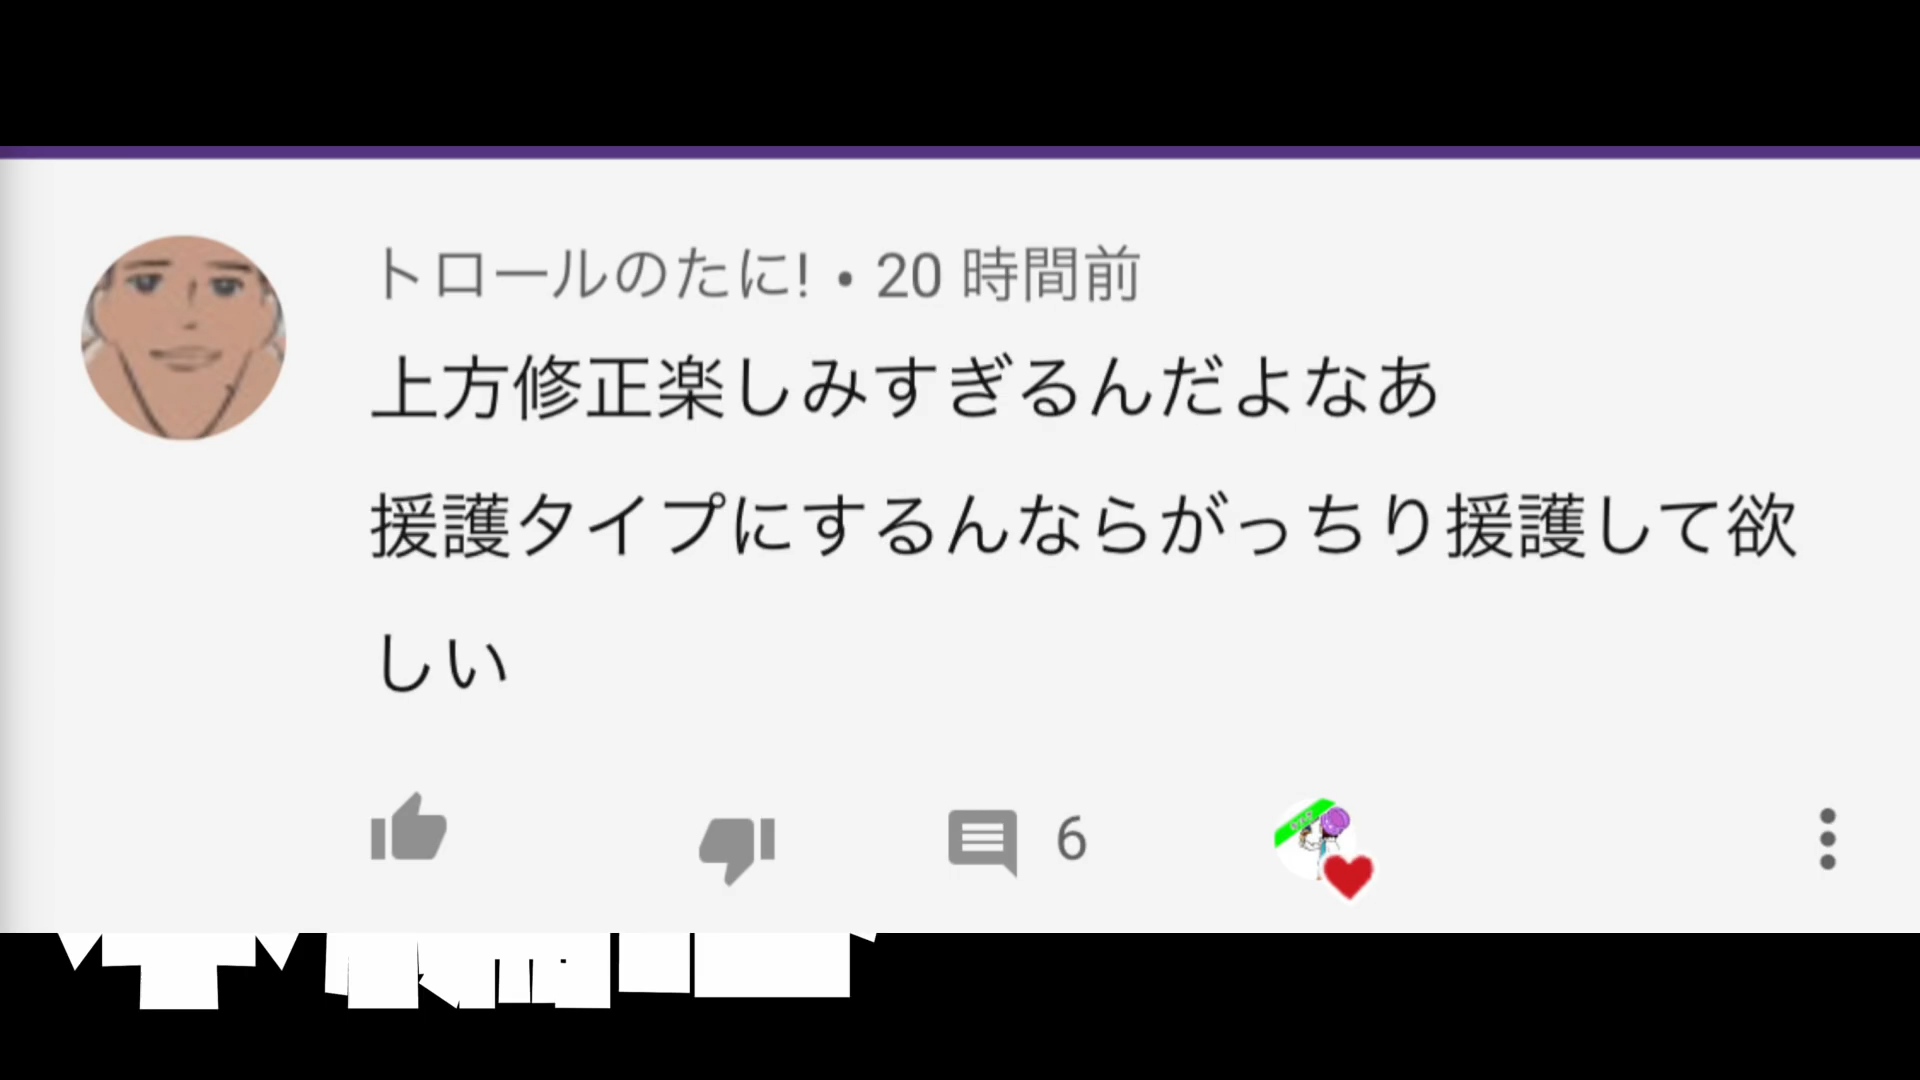 トロールのたに! • 20 時間前
上方修正楽しみすぎるんだよなあ
援護タイプにするんならがっちり援護して欲
しい
6